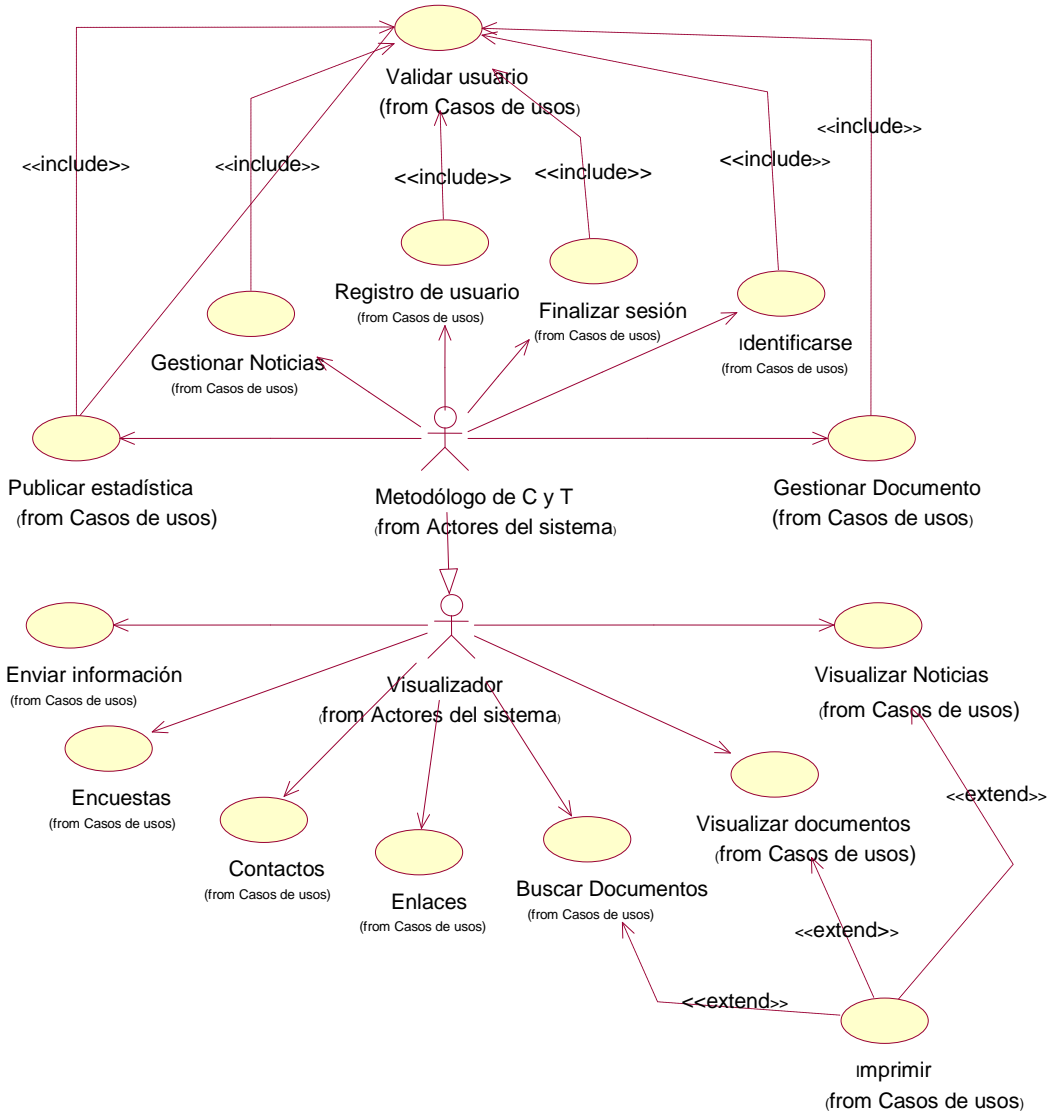 Validar usuario
(from Casos de usos)
<<include>>
<<include>>
<<include>>
<<include>>
<<include>>
<<include>>
Registro de usuario
(from Casos de usos)
Finalizar sesión
(from Casos de usos)
Identificarse
(from Casos de usos)
Gestionar Noticias
(from Casos de usos)
Publicar estadística
(from Casos de usos)
Metodólogo de C y T
(from Actores del sistema)
Gestionar Documento
(from Casos de usos)
Enviar información
(from Casos de usos)
Visualizador
(from Actores del sistema)
Visualizar Noticias
(from Casos de usos)
Encuestas
(from Casos de usos)
<<extend>>
Visualizar documentos
(from Casos de usos)
Contactos
(from Casos de usos)
Enlaces
(from Casos de usos)
Buscar Documentos
(from Casos de usos)
<<extend>>
<<extend>>
Imprimir
(from Casos de usos)